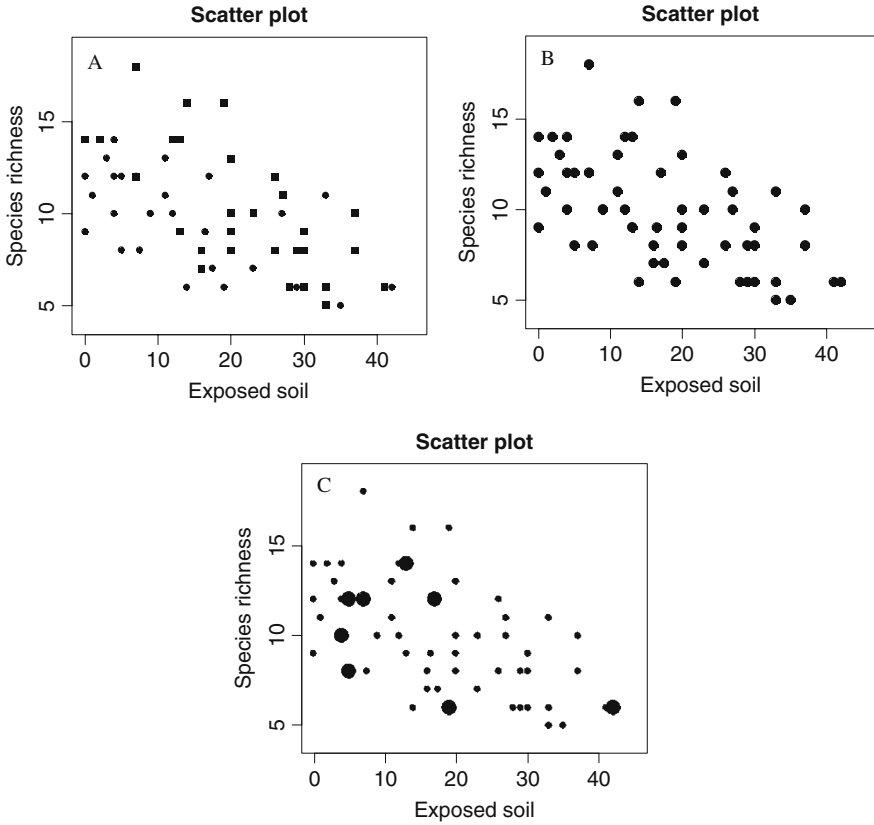 Scatter plot
A
Species richness
5
10
15
0 10 20 30 40
Exposed soil
Scatter plot
B
Species richness
5
10
15
0 10 20 30 40
Exposed soil
Scatter plot
C
Species richness
5
10
15
0 10 20 30 40
Exposed soil